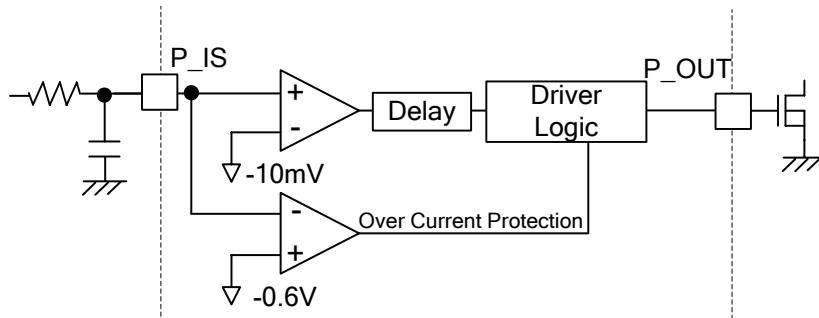 P_IS
P_OUT
+
-
Delay
Driver
Logic
-10mV
-
+
Over Current Protection
-0.6V